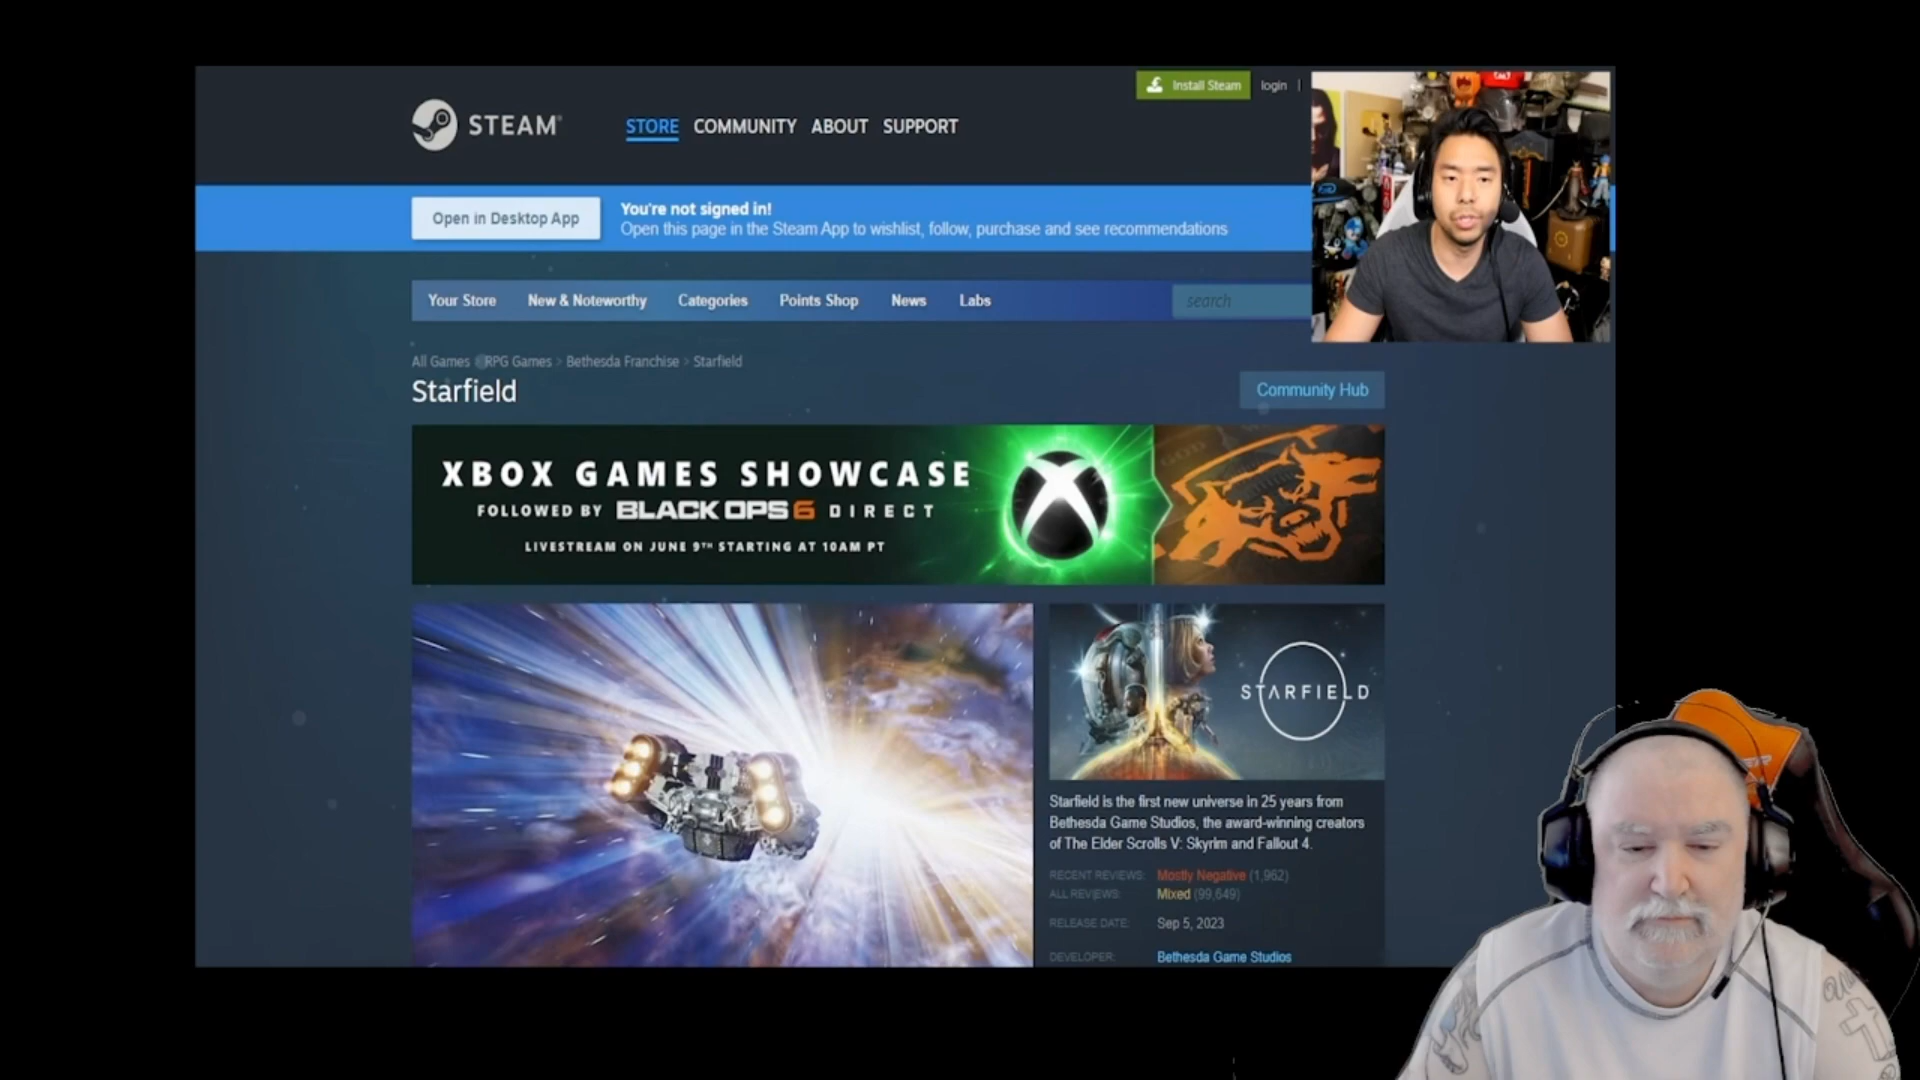 Install Steam
login
STEAM®
STORE COMMUNITY ABOUT SUPPORT
Open in Desktop App
You're not signed in!
Open this page in the Steam App to wishlist, follow, purchase and see recommendations
Your Store New & Noteworthy Categories Points Shop News Labs
search
All Games > RPG Games > Bethesda Franchise > Starfield
Starfield
Community Hub
XBOX GAMES SHOWCASE
FOLLOWED BY BLACK OPS 6 DIRECT
LIVESTREAM ON JUNE 9TH STARTING AT 10AM PT
STARFIELD
Starfield is the first new universe in 25 years from
Bethesda Game Studios, the award-winning creators
of The Elder Scrolls V: Skyrim and Fallout 4.
RECENT REVIEWS: Mostly Negative (1,962)
ALL REVIEWS: Mixed (99,649)
RELEASE DATE: Sep 5, 2023
DEVELOPER: Bethesda Game Studios